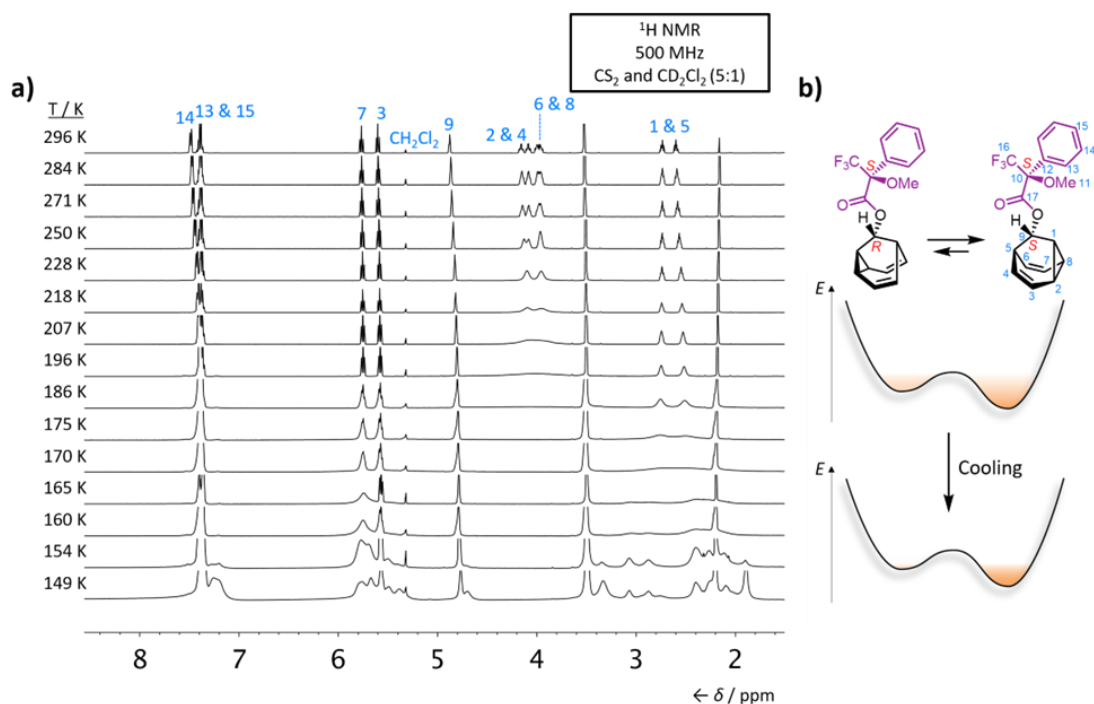 ¹H NMR
500 MHz
CS₂ and CD₂Cl₂ (5:1)
a)
T / K
14
13 & 15
7
3
CH₂Cl₂
9
2 & 4
6 & 8
1 & 5
296 K
284 K
271 K
250 K
228 K
218 K
207 K
196 K
186 K
175 K
170 K
165 K
160 K
154 K
149 K
8
7
6
5
4
3
2
← δ / ppm
b)
F₃C
S
OMe
O
O
H
R
15
14
16
F₃C
S
12
13
10
OMe
11
O
17
O
H
9
S
1
5
6
7
8
4
3
2
E
Cooling
E